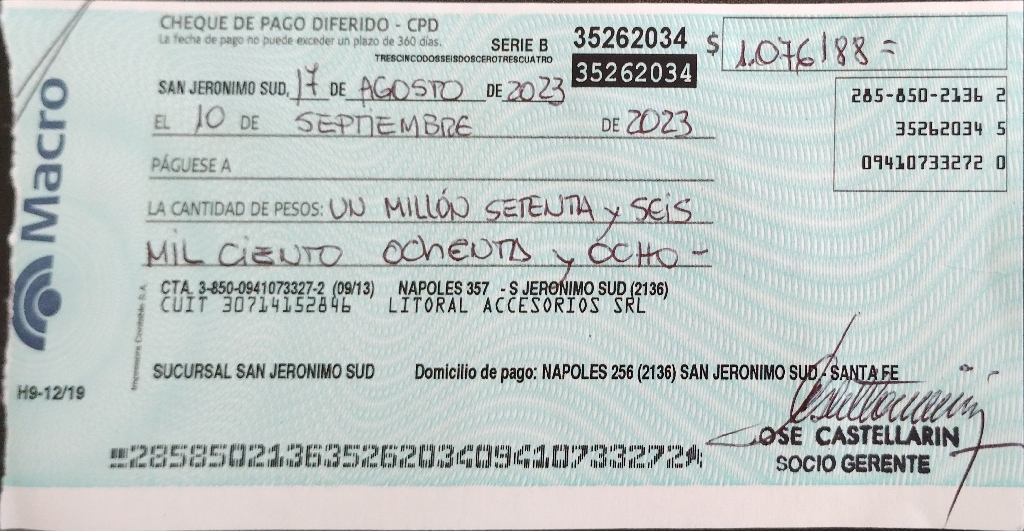 CHEQUE DE PAGO DIFERIDO - CPD
La fecha de pago no puede exceder un plazo de 360 días.
SERIE B 35262034 $ 1.076188=
TRESCINCODOSSEISDOSCEROTRESCUATRO
35262034
SAN JERONIMO SUD, 17 DE AGOSTO DE 2023
285-850-2136 2
EL 10 DE SEPTIEMBRE DE 2023
35262034 5
09410733272 0
PÁGUESE A
LA CANTIDAD DE PESOS: UN MILLÓN SETENTA y SEIS
MIL CIENTO OCHENTA y OCHO -
CTA. 3-850-0941073327-2 (09/13) NAPOLES 357 - S JERONIMO SUD (2136)
CUIT 30714152846 LITORAL ACCESORIOS SRL
SUCURSAL SAN JERONIMO SUD Domicilio de pago: NAPOLES 256 (2136) SAN JERONIMO SUD - SANTA FE
Macro
H9-12/19
JOSE CASTELLARIN
SOCIO GERENTE
28585021363526203409410733272